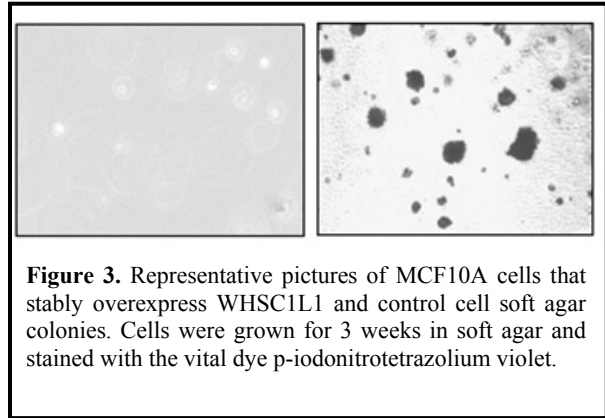 Figure 3. Representative pictures of MCF10A cells that
stably overexpress WHSC1L1 and control cell soft agar
colonies. Cells were grown for 3 weeks in soft agar and
stained with the vital dye p-iodonitrotetrazolium violet.